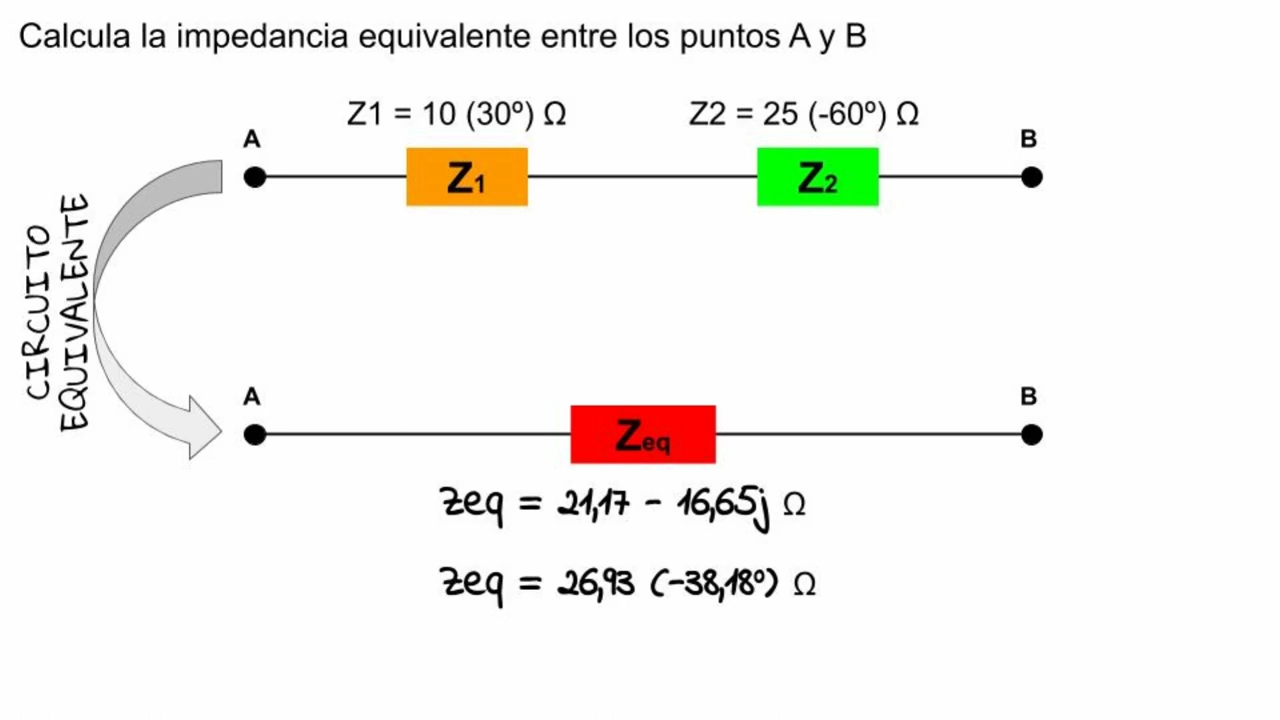 Calcula la impedancia equivalente entre los puntos A y B
Z1 = 10 (30º) Ω
Z2 = 25 (-60º) Ω
A
B
Z1
Z2
CIRCUITO
EQUIVALENTE
A
B
Zeq
Zeq = 21,17 - 16,65j Ω
Zeq = 26,93 (-38,18º) Ω